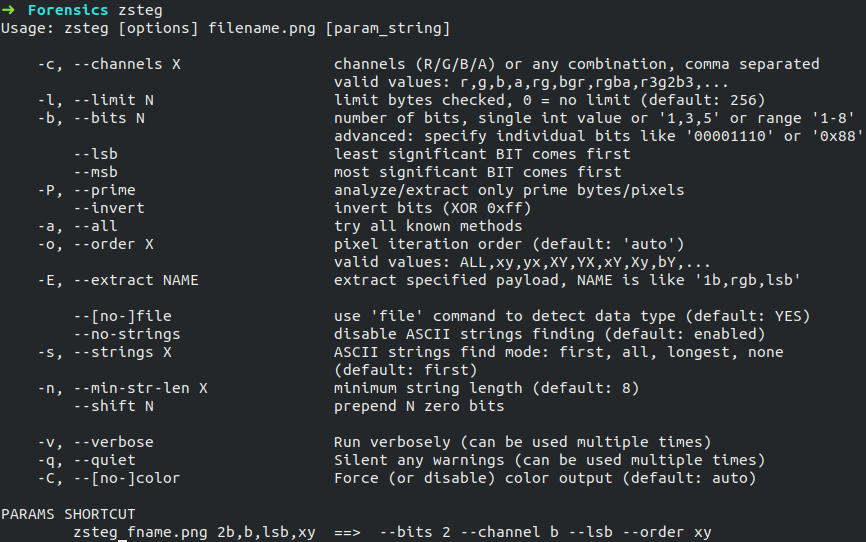 ➜  Forensics zsteg
Usage: zsteg [options] filename.png [param_string]

    -c, --channels X                 channels (R/G/B/A) or any combination, comma separated
                                     valid values: r,g,b,a,rg,bgr,rgba,r3g2b3,...
    -l, --limit N                    limit bytes checked, 0 = no limit (default: 256)
    -b, --bits N                     number of bits, single int value or '1,3,5' or range '1-8'
                                     advanced: specify individual bits like '00001110' or '0x88'
        --lsb                        least significant BIT comes first
        --msb                        most significant BIT comes first
    -P, --prime                      analyze/extract only prime bytes/pixels
        --invert                     invert bits (XOR 0xff)
    -a, --all                        try all known methods
    -o, --order X                    pixel iteration order (default: 'auto')
                                     valid values: ALL,xy,yx,XY,YX,xY,Xy,bY,...
    -E, --extract NAME               extract specified payload, NAME is like '1b,rgb,lsb'

        --[no-]file                  use 'file' command to detect data type (default: YES)
        --no-strings                 disable ASCII strings finding (default: enabled)
    -s, --strings X                  ASCII strings find mode: first, all, longest, none
                                     (default: first)
    -n, --min-str-len X              minimum string length (default: 8)
        --shift N                    prepend N zero bits

    -v, --verbose                    Run verbosely (can be used multiple times)
    -q, --quiet                      Silent any warnings (can be used multiple times)
    -C, --[no-]color                 Force (or disable) color output (default: auto)

PARAMS SHORTCUT
        zsteg fname.png 2b,b,lsb,xy  ==>  --bits 2 --channel b --lsb --order xy